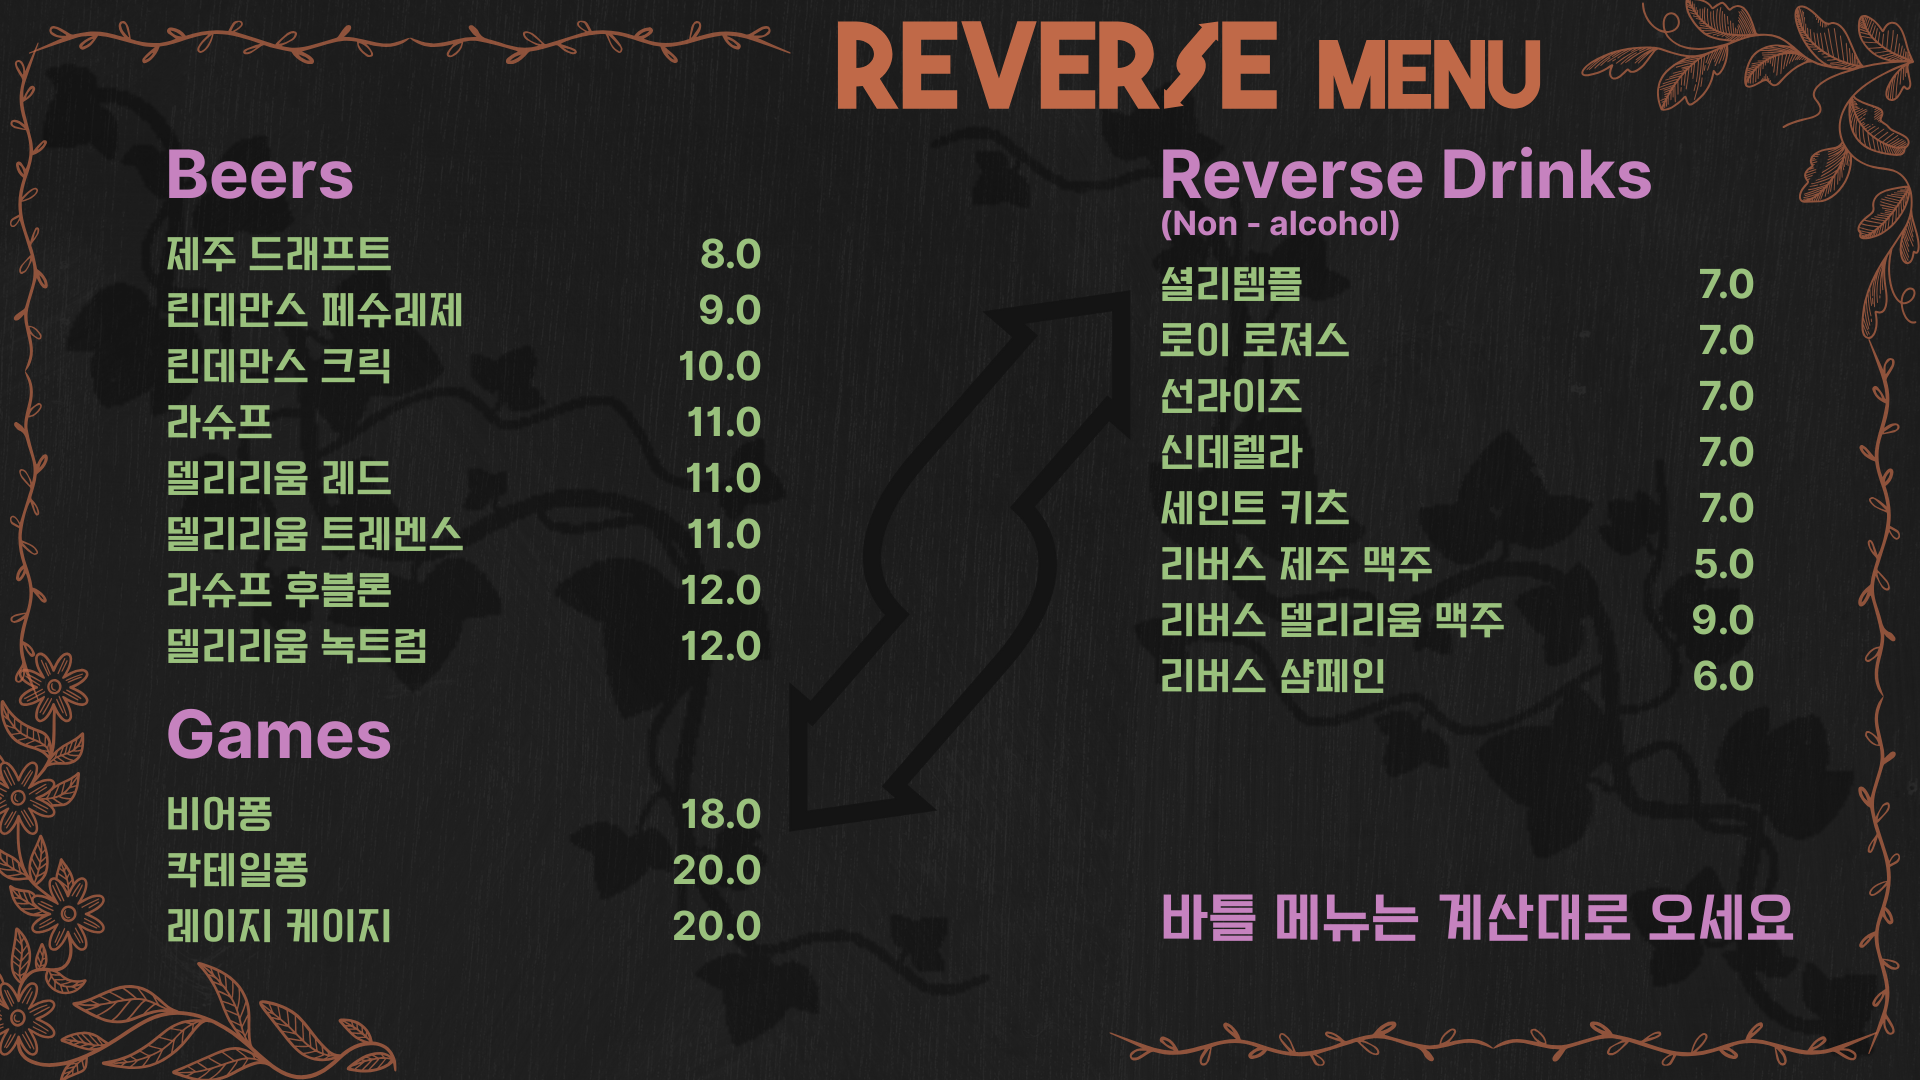 REVERSE MENU
Beers
제주 드래프트 8.0
린데만스 페슈레제 9.0
린데만스 크릭 10.0
라슈프 11.0
델리리움 레드 11.0
델리리움 트레멘스 11.0
라슈프 후블론 12.0
델리리움 녹트럼 12.0
Games
비어퐁 18.0
칵테일퐁 20.0
레이지 케이지 20.0
Reverse Drinks
(Non - alcohol)
셜리템플 7.0
로이 로져스 7.0
선라이즈 7.0
신데렐라 7.0
세인트 키츠 7.0
리버스 제주 맥주 5.0
리버스 델리리움 맥주 9.0
리버스 샴페인 6.0
바틀 메뉴는 계산대로 오세요